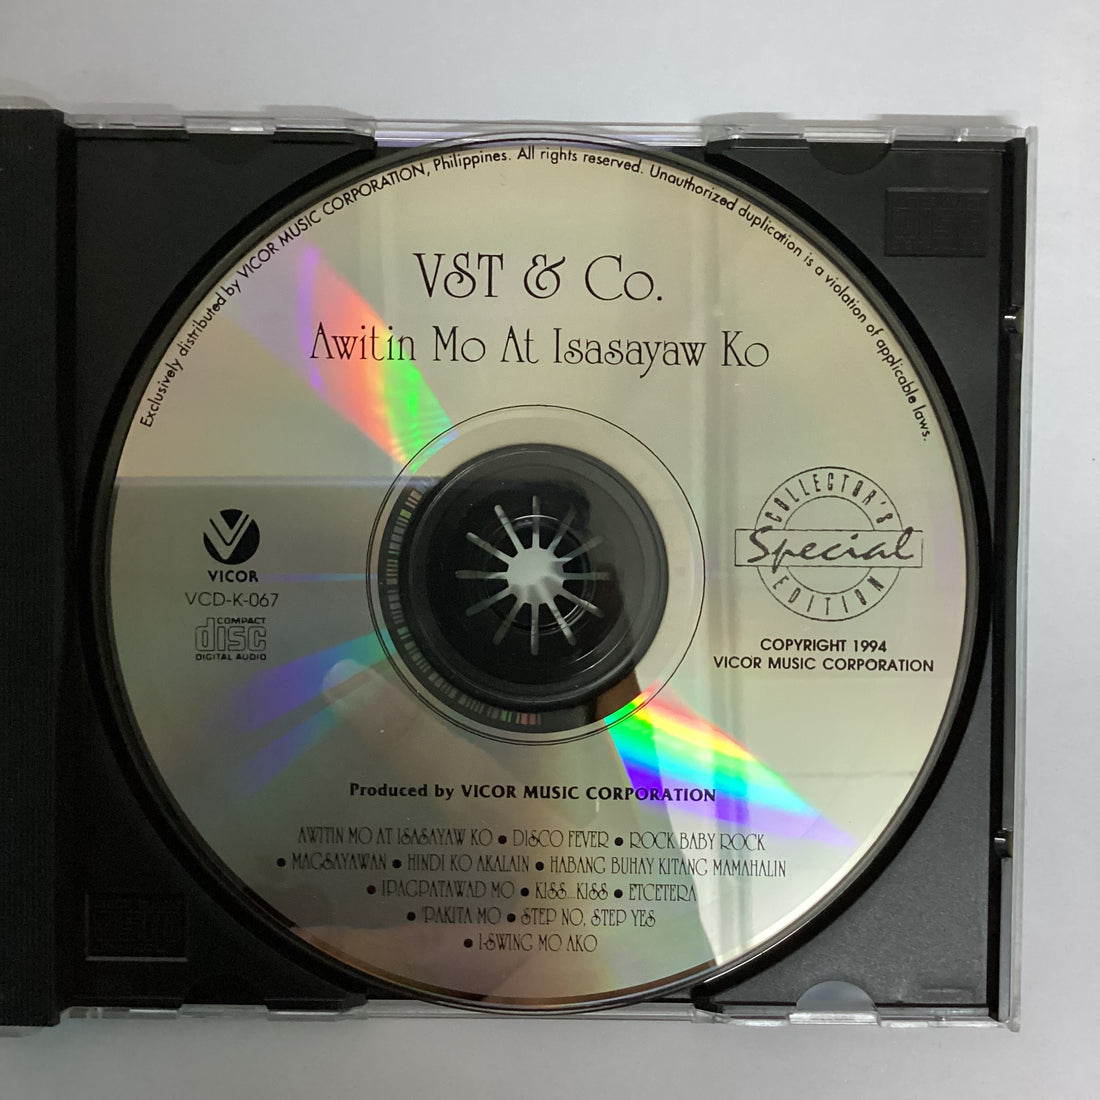 Exclusively distributed by VICOR MUSIC CORPORATION, Philippines. All rights reserved. Unauthorized duplication is a violation of applicable laws.
VST & Co.
Awitin Mo At Isasayaw Ko
VICOR
VCD-K-067
COMPACT
disc
DIGITAL AUDIO
COLLECTOR'S
Special
EDITION
COPYRIGHT 1994
VICOR MUSIC CORPORATION
Produced by VICOR MUSIC CORPORATION
AWITIN MO AT ISASAYAW KO ● DISCO FEVER ● ROCK BABY ROCK
● MAGSAYAWAN ● HINDI KO AKALAIN ● HABANG BUHAY KITANG MAMAHALIN
● IPAGPATAWAD MO ● KISS...KISS ● ETCETERA
● 'PAKITA MO ● STEP NO, STEP YES
● I-SWING MO AKO